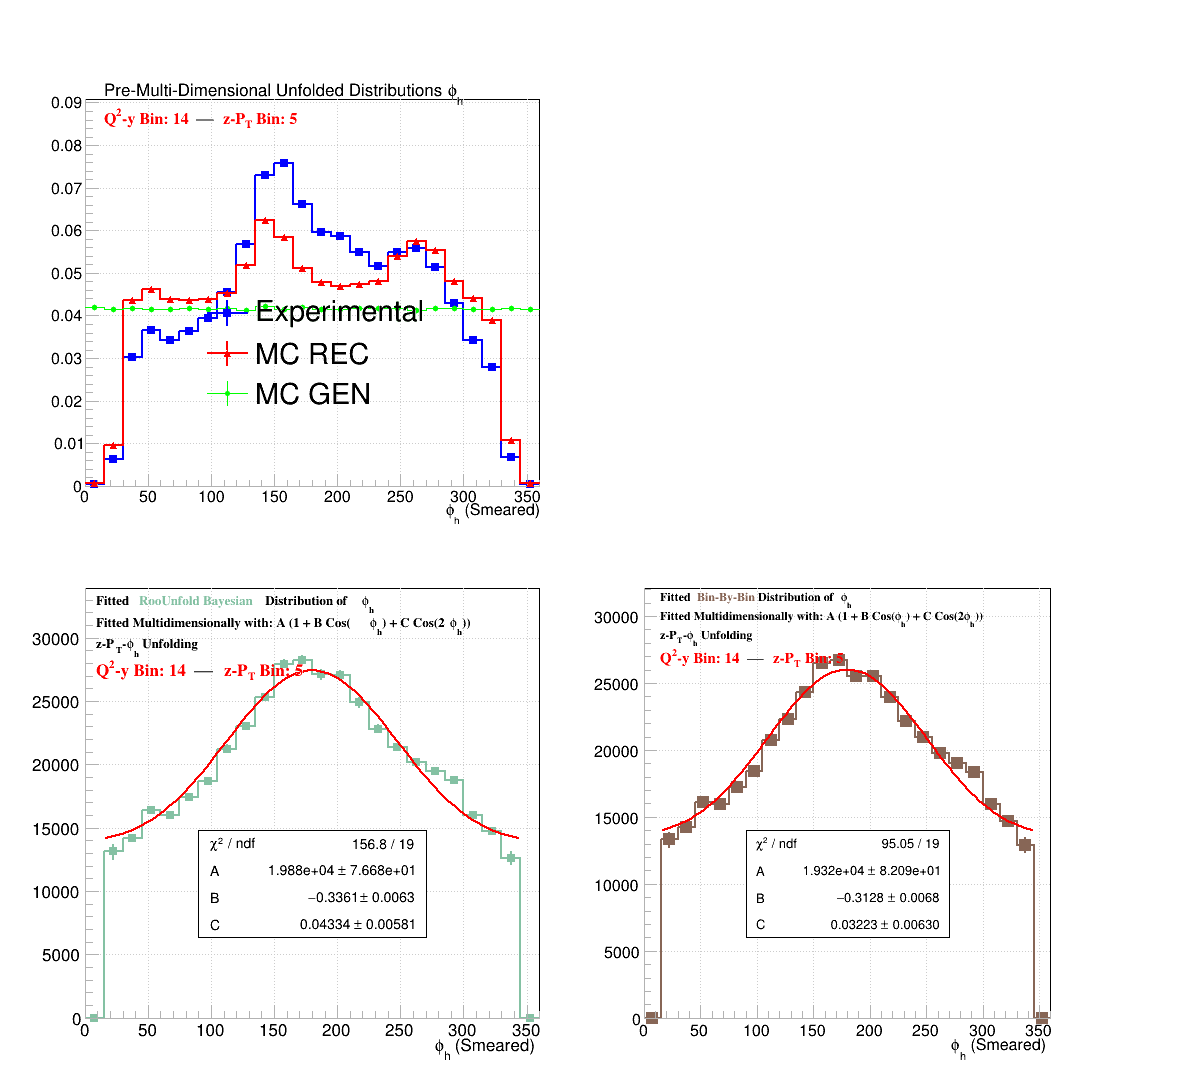 Pre-Multi-Dimensional Unfolded Distributions ϕh
Q²-y Bin: 14 — z-PT Bin: 5
0.09
0.08
0.07
0.06
0.05
0.04
0.03
0.02
0.01
0
Experimental
MC REC
MC GEN
0 50 100 150 200 250 300 350
ϕh (Smeared)
Fitted RooUnfold Bayesian Distribution of ϕh
Fitted Multidimensionally with: A (1 + B Cos( ϕh) + C Cos(2 ϕh))
z-PT-ϕh Unfolding
Q²-y Bin: 14 — z-PT Bin: 5
30000
25000
20000
15000
10000
5000
0
χ² / ndf 156.8 / 19
A 1.988e+04 ± 7.668e+01
B −0.3361 ± 0.0063
C 0.04334 ± 0.00581
0 50 100 150 200 250 300 350
ϕh (Smeared)
Fitted Bin-By-Bin Distribution of ϕh
Fitted Multidimensionally with: A (1 + B Cos(ϕh) + C Cos(2ϕh))
z-PT-ϕh Unfolding
Q²-y Bin: 14 — z-PT Bin: 5
30000
25000
20000
15000
10000
5000
0
χ² / ndf 95.05 / 19
A 1.932e+04 ± 8.209e+01
B −0.3128 ± 0.0068
C 0.03223 ± 0.00630
0 50 100 150 200 250 300 350
ϕh (Smeared)